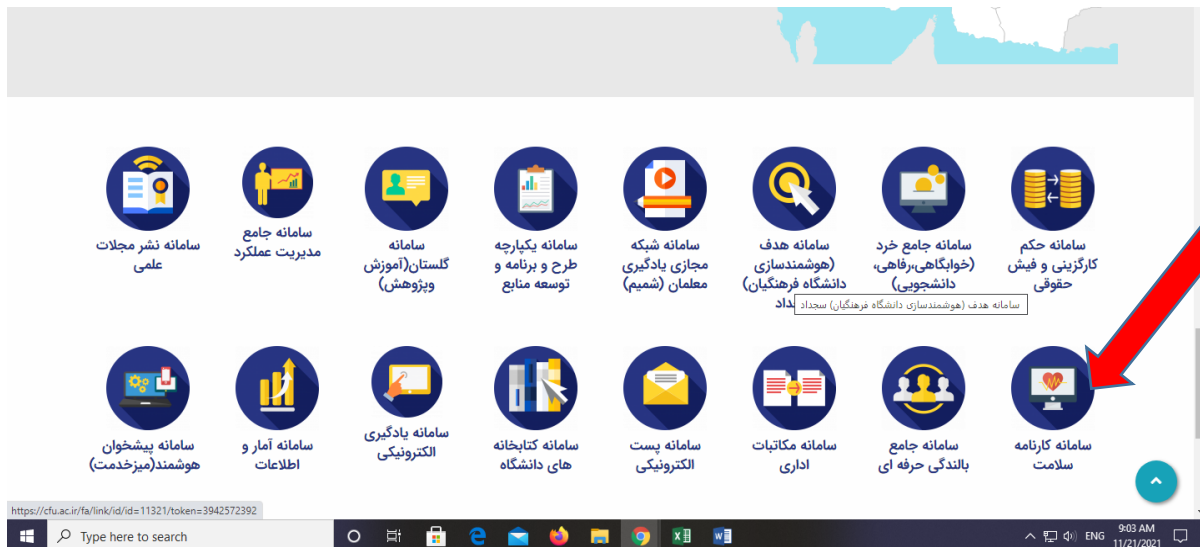 سامانه حکم
کارگزینی و فیش
حقوقی
سامانه جامع خرد
(خوابگاهی،رفاهی،
دانشجویی)
سامانه هدف
(هوشمندسازی
دانشگاه فرهنگیان)
سامانه شبکه
مجازی یادگیری
معلمان (شمیم)
سامانه یکپارچه
طرح و برنامه و
توسعه منابع
سامانه
گلستان(آموزش
وپژوهش)
سامانه جامع
مدیریت عملکرد
سامانه نشر مجلات
علمی
سامانه هدف (هوشمندسازی دانشگاه فرهنگیان) سجداد
سامانه کارنامه
سلامت
سامانه جامع
بالندگی حرفه ای
سامانه مکاتبات
اداری
سامانه پست
الکترونیکی
سامانه کتابخانه
های دانشگاه
سامانه یادگیری
الکترونیکی
سامانه آمار و
اطلاعات
سامانه پیشخوان
هوشمند(میزخدمت)
https://cfu.ac.ir/fa/link/id/id=11321/token=3942572392
Type here to search
ENG
9:03 AM
11/21/2021